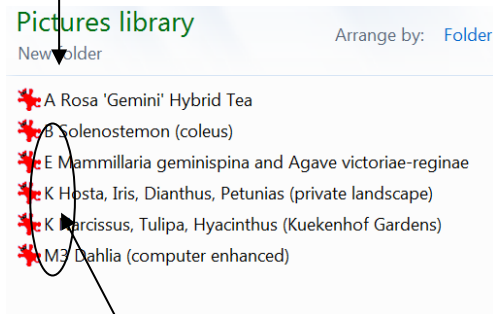 Pictures library
Arrange by: Folder
New Folder
A Rosa 'Gemini' Hybrid Tea
B Solenostemon (coleus)
E Mammillaria geminispina and Agave victoriae-reginae
K Hosta, Iris, Dianthus, Petunias (private landscape)
K Narcissus, Tulipa, Hyacinthus (Kuekenhof Gardens)
M3 Dahlia (computer enhanced)